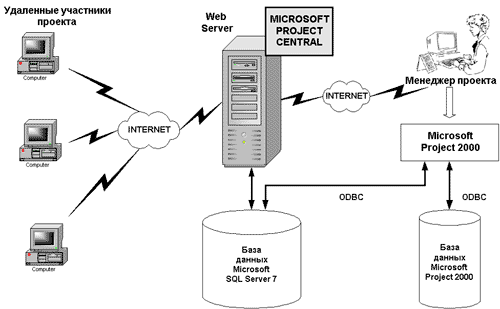 Удаленные участники
проекта
Computer
Computer
Computer
INTERNET
Web
Server
MICROSOFT
PROJECT
CENTRAL
INTERNET
Менеджер проекта
Microsoft
Project 2000
ODBC
ODBC
База
данных
Microsoft
SQL Server 7
База
данных
Microsoft
Project 2000